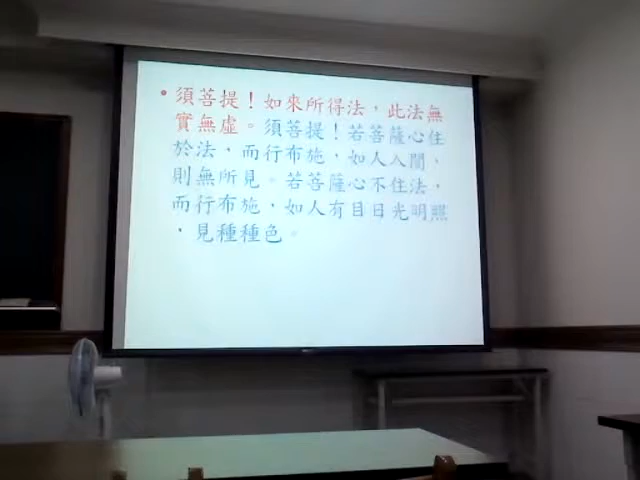 •須菩提！如來所得法，此法無
實無虛。須菩提！若菩薩心住
於法，而行布施，如人入闇，
則無所見。若菩薩心不住法，
而行布施，如人有目日光明照
，見種種色。